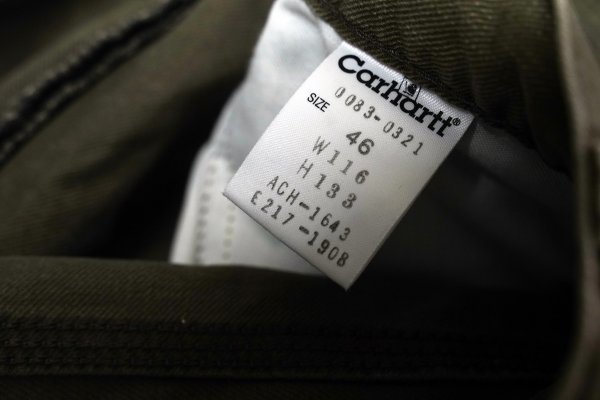 Carhartt®
0083-0321
SIZE 46
W116
H133
ACH-1643
E217-1908